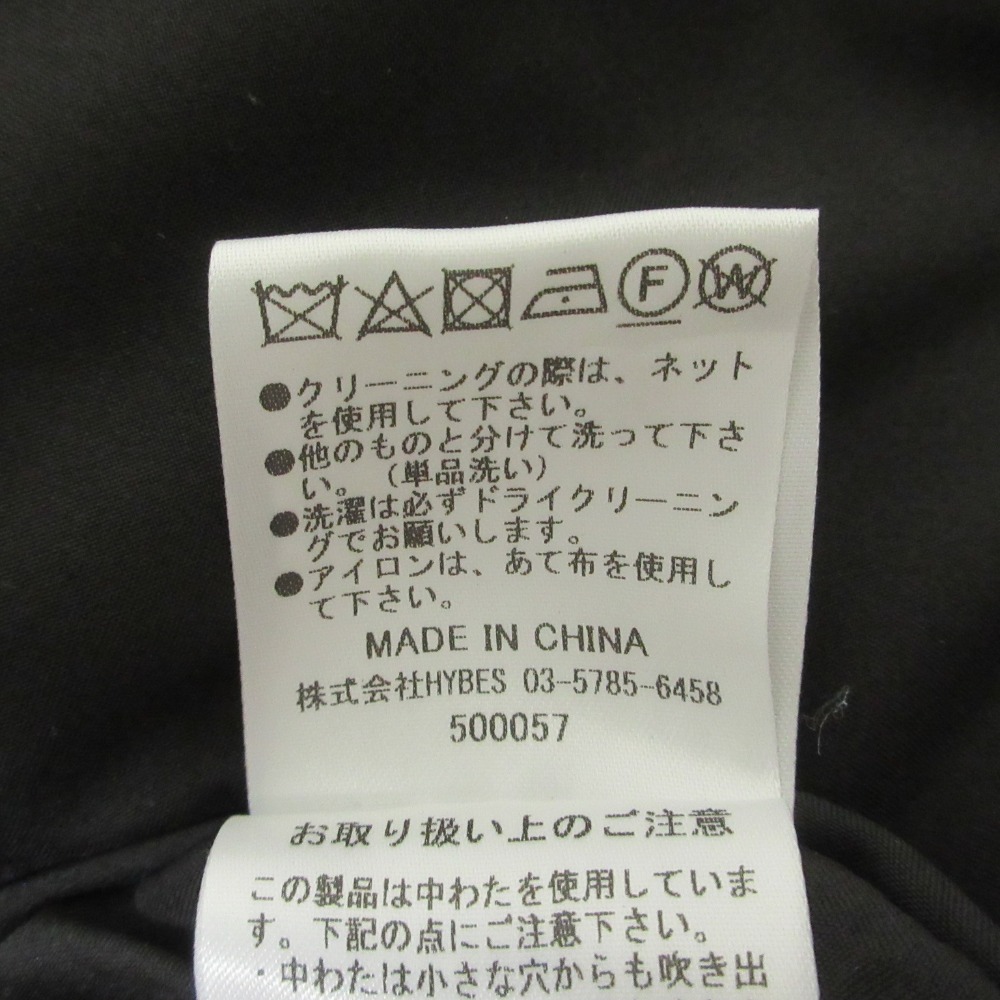 F W
●クリーニングの際は、ネット
を使用して下さい。
●他のものと分けて洗って下さ
い。(単品洗い)
●洗濯は必ずドライクリーニン
グでお願いします。
●アイロンは、あて布を使用し
て下さい。
MADE IN CHINA
株式会社HYBES 03-5785-6458
500057
お取り扱い上のご注意
この製品は中わたを使用していま
す。下記の点にご注意下さい。
・中わたは小さな穴からも吹き出